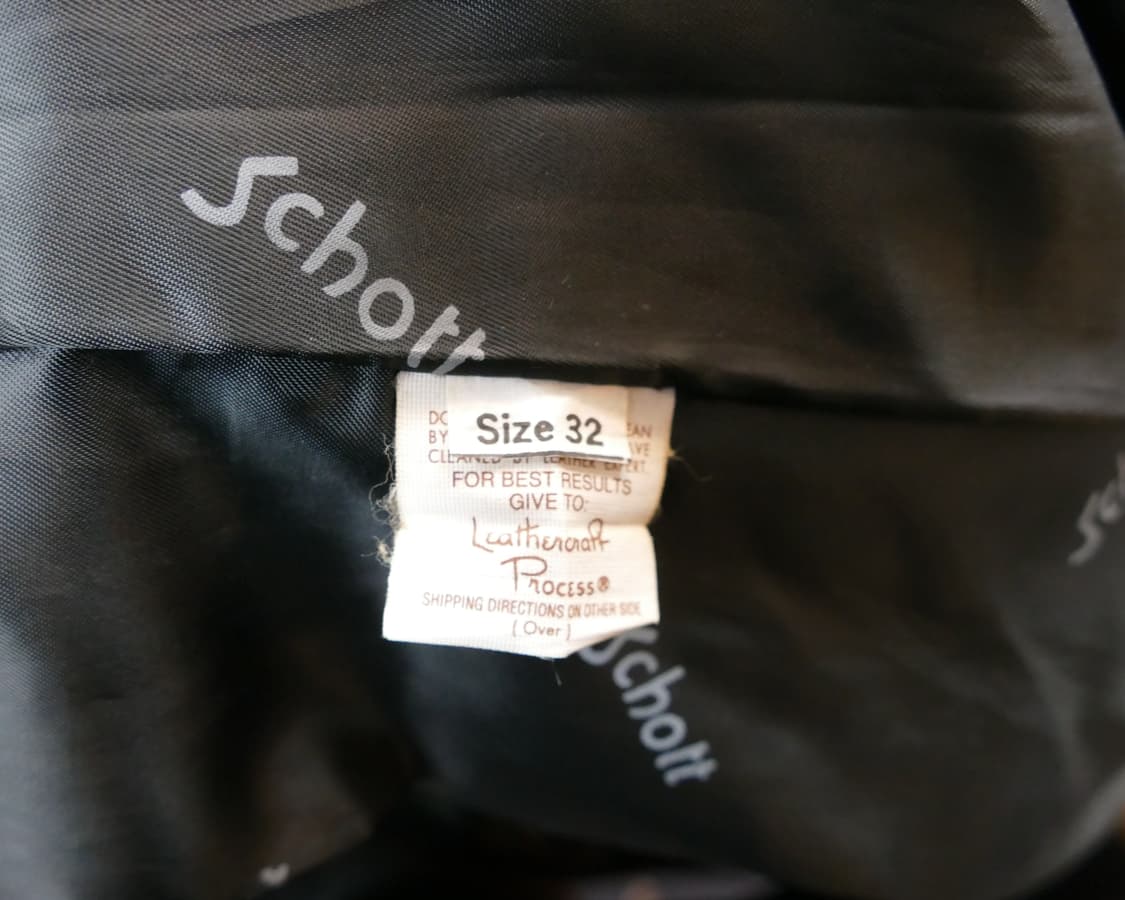 Schott
Size 32
BY
CLEANED BY LEATHER EXPERT.
FOR BEST RESULTS
GIVE TO:
Leathercraft
Process®
SHIPPING DIRECTIONS ON OTHER SIDE
(Over)
Schott